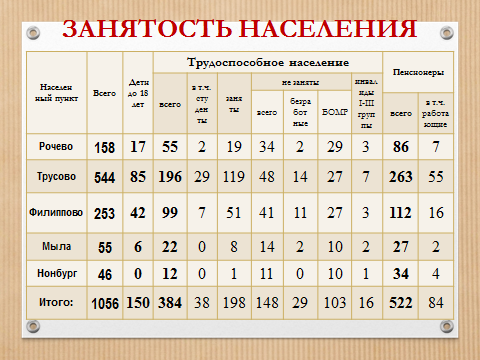 ЗАНЯТОСТЬ НАСЕЛЕНИЯ
Населен
ный пункт
Всего
Дети
до 18
лет
Трудоспособное население
всего
в т.ч.
сту
ден
ты
заня
ты
не заняты
всего
безра
бот
ные
БОМР
инвал
иды
I-III
груп
пы
Пенсионеры
всего
в т.ч.
работа
ющие
Рочево 158 17 55 2 19 34 2 29 3 86 7
Трусово 544 85 196 29 119 48 14 27 7 263 55
Филиппово 253 42 99 7 51 41 11 27 3 112 16
Мыла 55 6 22 0 8 14 2 10 2 27 2
Нонбург 46 0 12 0 1 11 0 10 1 34 4
Итого: 1056 150 384 38 198 148 29 103 16 522 84